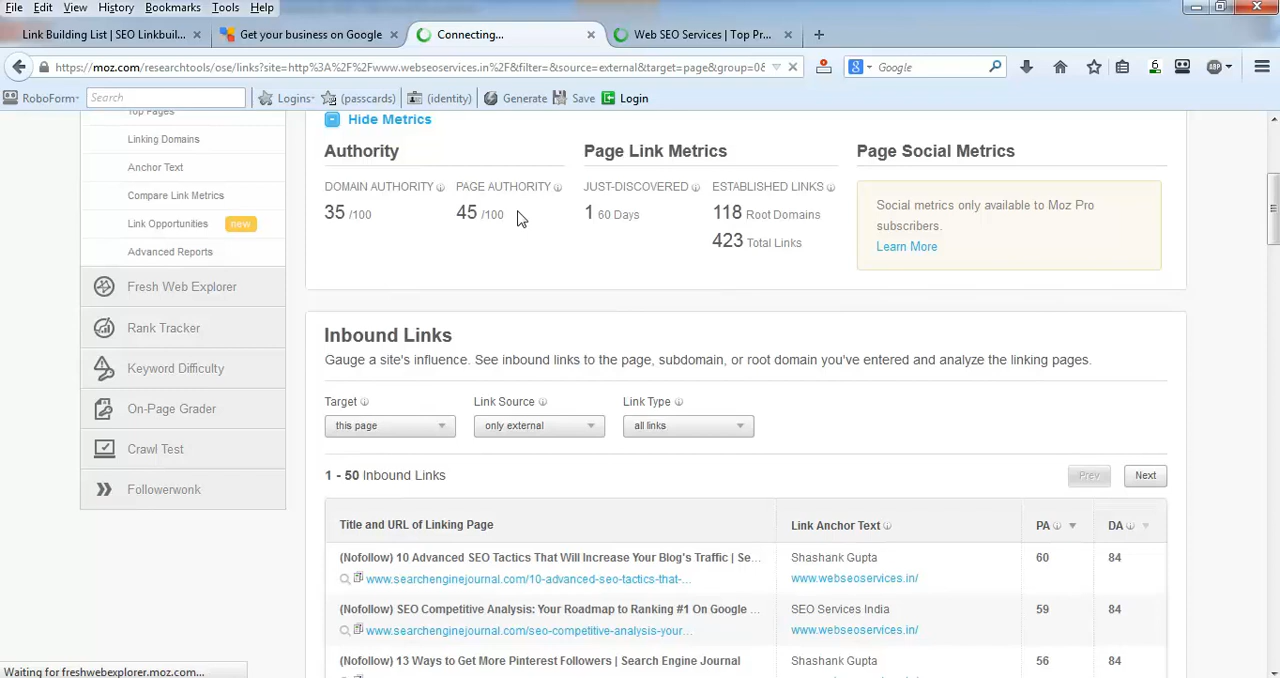 File Edit View History Bookmarks Tools Help
Link Building List | SEO Linkbuil... × Get your business on Google × Connecting... × Web SEO Services | Top Pr... × +
https://moz.com/researchtools/ose/links?site=http%3A%2F%2Fwww.webseoservices.in%2F&filter=&source=external&target=page&group=0& Google
RoboForm Search Logins (passcards) (identity) Generate Save Login
Top Pages
Linking Domains
Anchor Text
Compare Link Metrics
Link Opportunities new
Advanced Reports
Fresh Web Explorer
Rank Tracker
Keyword Difficulty
On-Page Grader
Crawl Test
Followerwonk
Hide Metrics
Authority Page Link Metrics Page Social Metrics
DOMAIN AUTHORITY PAGE AUTHORITY JUST-DISCOVERED ESTABLISHED LINKS
35 /100 45 /100 1 60 Days 118 Root Domains
423 Total Links
Social metrics only available to Moz Pro
subscribers.
Learn More
Inbound Links
Gauge a site's influence. See inbound links to the page, subdomain, or root domain you've entered and analyze the linking pages.
Target Link Source Link Type
this page only external all links
1 - 50 Inbound Links Prev Next
Title and URL of Linking Page Link Anchor Text PA DA
(Nofollow) 10 Advanced SEO Tactics That Will Increase Your Blog's Traffic | Se... Shashank Gupta 60 84
www.searchenginejournal.com/10-advanced-seo-tactics-that-... www.webseoservices.in/
(Nofollow) SEO Competitive Analysis: Your Roadmap to Ranking #1 On Google ... SEO Services India 59 84
www.searchenginejournal.com/seo-competitive-analysis-your... www.webseoservices.in/
(Nofollow) 13 Ways to Get More Pinterest Followers | Search Engine Journal Shashank Gupta 56 84
Waiting for freshwebexplorer.moz.com...